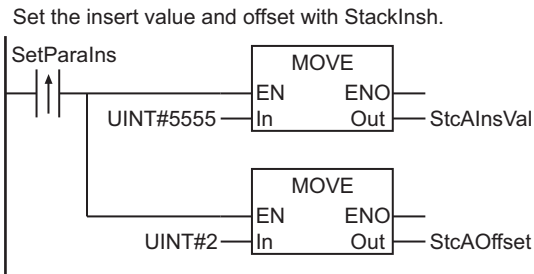 Set the insert value and offset with StackInsh.
SetParaIns
MOVE
EN ENO
UINT#5555 In Out StcAInsVal
MOVE
EN ENO
UINT#2 In Out StcAOffset